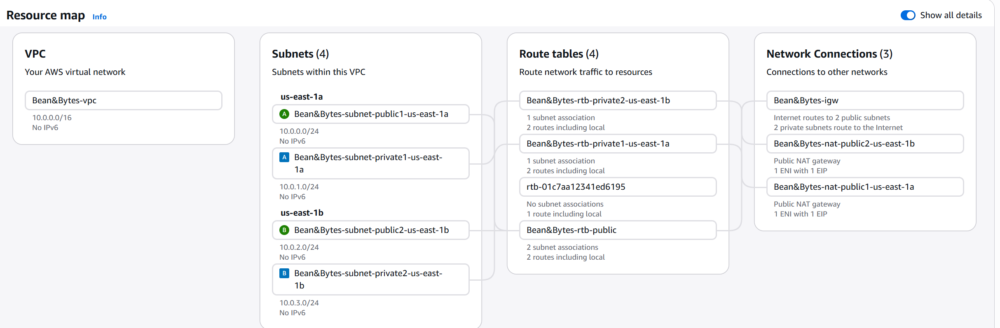 Resource map Info
Show all details
VPC
Your AWS virtual network
Bean&Bytes-vpc
10.0.0.0/16
No IPv6
Subnets (4)
Subnets within this VPC
us-east-1a
A Bean&Bytes-subnet-public1-us-east-1a
10.0.0.0/24
No IPv6
A Bean&Bytes-subnet-private1-us-east-
1a
10.0.1.0/24
No IPv6
us-east-1b
B Bean&Bytes-subnet-public2-us-east-1b
10.0.2.0/24
No IPv6
B Bean&Bytes-subnet-private2-us-east-
1b
10.0.3.0/24
No IPv6
Route tables (4)
Route network traffic to resources
Bean&Bytes-rtb-private2-us-east-1b
1 subnet association
2 routes including local
Bean&Bytes-rtb-private1-us-east-1a
1 subnet association
2 routes including local
rtb-01c7aa12341ed6195
No subnet associations
1 route including local
Bean&Bytes-rtb-public
2 subnet associations
2 routes including local
Network Connections (3)
Connections to other networks
Bean&Bytes-igw
Internet routes to 2 public subnets
2 private subnets route to the Internet
Bean&Bytes-nat-public2-us-east-1b
Public NAT gateway
1 ENI with 1 EIP
Bean&Bytes-nat-public1-us-east-1a
Public NAT gateway
1 ENI with 1 EIP